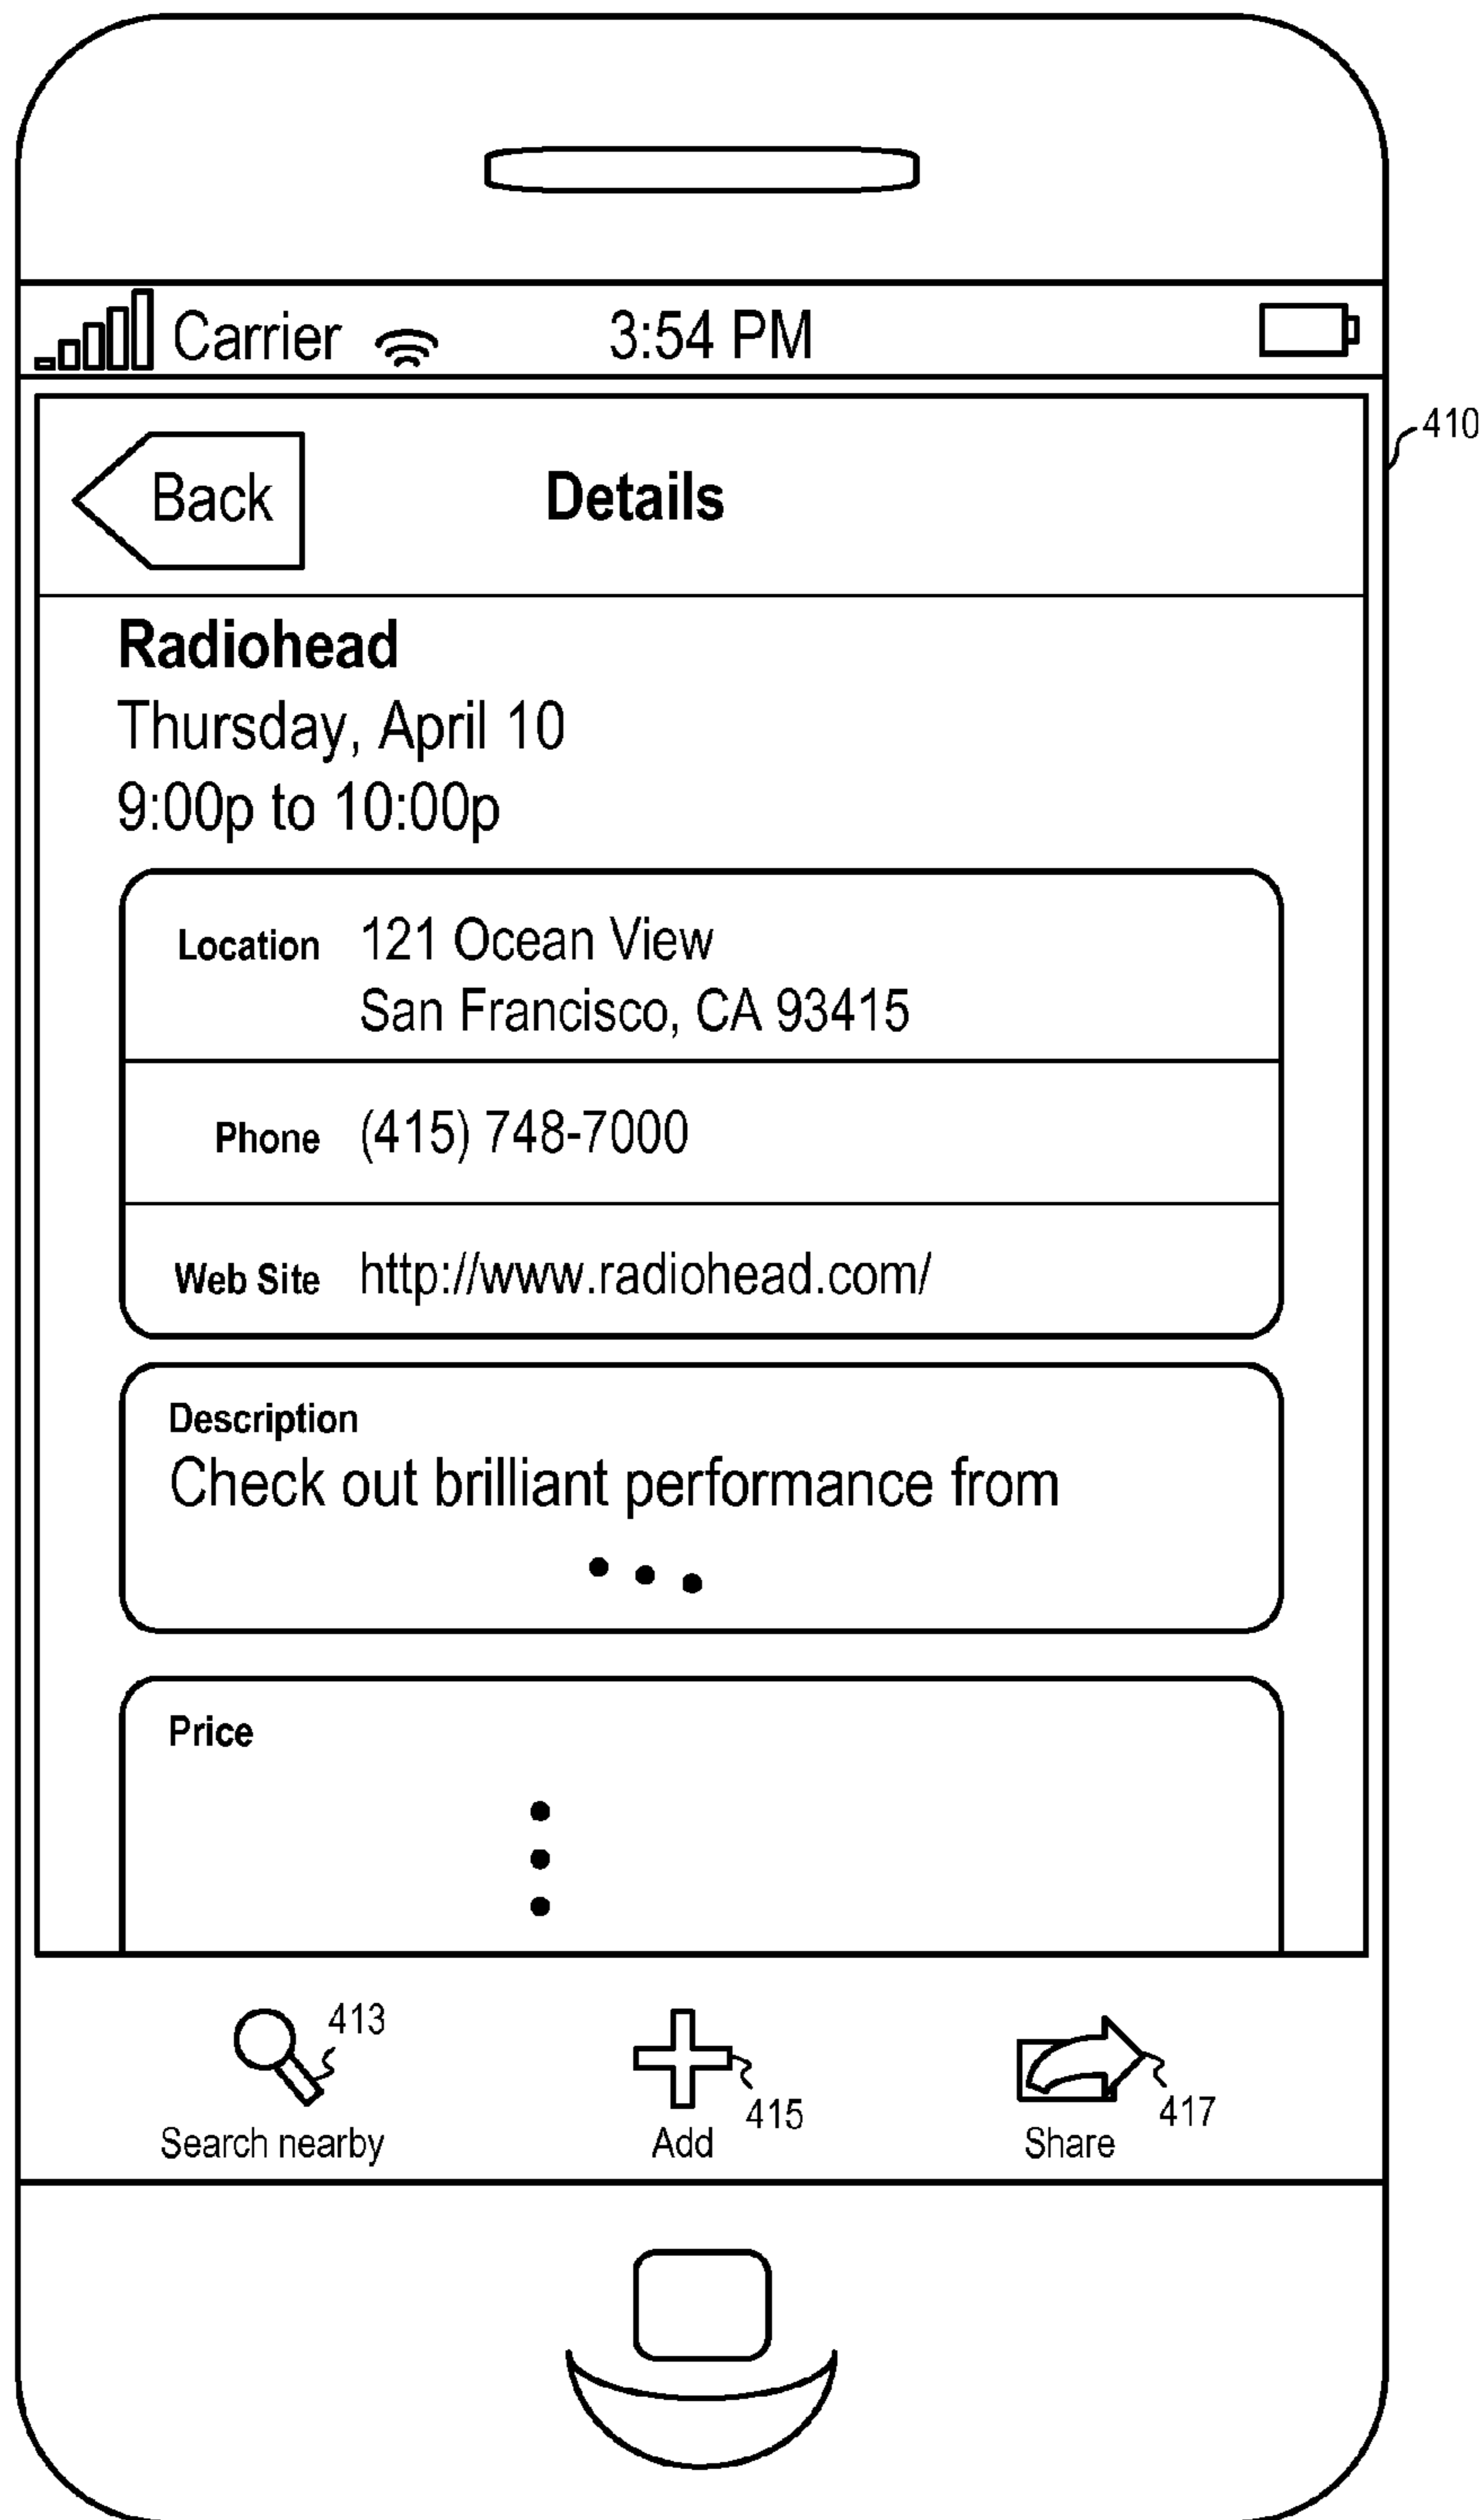 Carrier 3:54 PM
410
Back Details
Radiohead
Thursday, April 10
9:00p to 10:00p
Location 121 Ocean View
San Francisco, CA 93415
Phone (415) 748-7000
Web Site http://www.radiohead.com/
Description
Check out brilliant performance from
• • •
Price
413
415
417
Search nearby Add Share